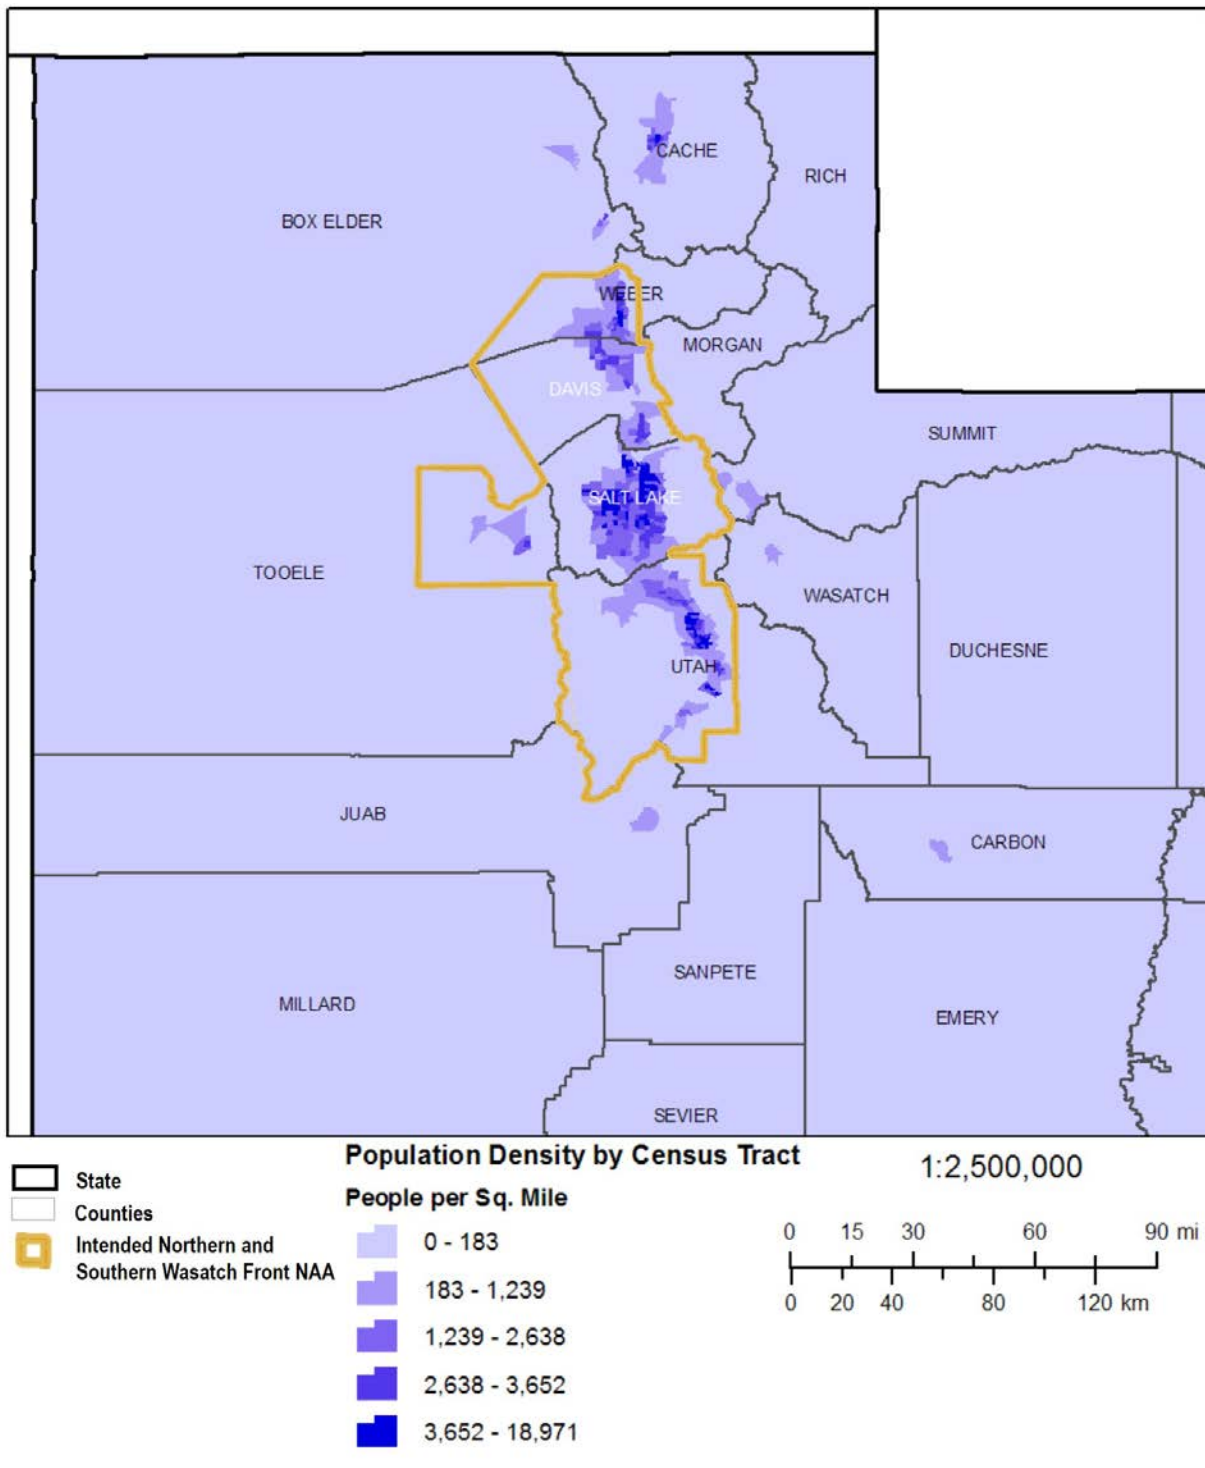 CACHE
RICH
BOX ELDER
WEBER
MORGAN
DAVIS
SUMMIT
SALT LAKE
TOOELE
WASATCH
DUCHESNE
UTAH
JUAB
CARBON
SANPETE
MILLARD
EMERY
SEVIER
Population Density by Census Tract
1:2,500,000
State
Counties
Intended Northern and
Southern Wasatch Front NAA
People per Sq. Mile
0 - 183
183 - 1,239
1,239 - 2,638
2,638 - 3,652
3,652 - 18,971
0 15 30 60 90 mi
0 20 40 80 120 km